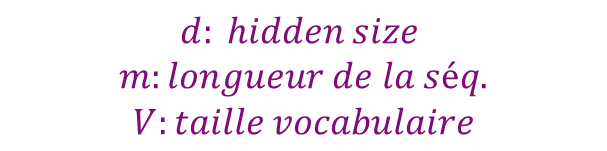 d: hidden size
m: longueur de la séq.
V: taille vocabulaire